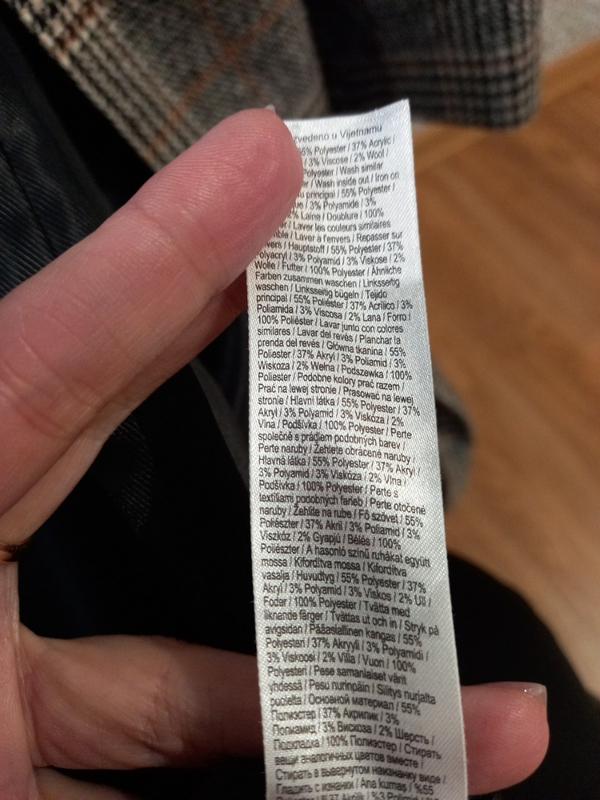 vedeno u Vijetnamu
55% Polyester / 37% Acrylic /
/ 3% Viscose / 2% Wool /
Polyester / Wash similar
/ Wash inside out / Iron on
principal / 55% Polyester /
/ 3% Polyamide / 3%
2% Laine / Doublure / 100%
/ Laver les couleurs similaires
/ Laver à l'envers / Repasser sur
/ Hauptstoff / 55% Polyester / 37%
Polyacryl / 3% Polyamid / 3% Viskose / 2%
Wolle / Futter / 100% Polyester / Ähnliche
Farben zusammen waschen / Linksseitig
waschen / Linksseitig bügeln / Tejido
principal / 55% Poliéster / 37% Acrílico / 3%
Poliamida / 3% Viscosa / 2% Lana / Forro /
100% Poliéster / Lavar junto con colores
similares / Lavar del revés / Planchar la
prenda del revés / Główna tkanina / 55%
Poliester / 37% Akryl / 3% Poliamid / 3%
Wiskoza / 2% Wełna / Podszewka / 100%
Poliester / Podobne kolory prać razem /
Prać na lewej stronie / Prasować na lewej
stronie / Hlavní látka / 55% Polyester / 37%
Akryl / 3% Polyamid / 3% Viskóza / 2%
Vlna / Podšívka / 100% Polyester / Perte
společně s prádlem podobných barev /
Perte naruby / Žehlete obrácené naruby /
Hlavná látka / 55% Polyester / 37% Akryl /
3% Polyamid / 3% Viskóza / 2% Vlna /
Podšívka / 100% Polyester / Perte s
textíliami podobných farieb / Perte otočené
naruby / Žehlite na rube / Fő szövet / 55%
Poliészter / 37% Akril / 3% Poliamid / 3%
Viszkóz / 2% Gyapjú / Bélés / 100%
Poliészter / A hasonló színű ruhákat együtt
mossa / Kifordítva mossa / Kifordítva
vasalja / Huvudtyg / 55% Polyester / 37%
Akryl / 3% Polyamid / 3% Viskos / 2% Ull /
Foder / 100% Polyester / Tvätta med
liknande färger / Tvättas ut och in / Stryk på
avigsidan / Pääasiallinen kangas / 55%
Polyesteri / 37% Akryyli / 3% Polyamidi /
3% Viskoosi / 2% Villa / Vuori / 100%
Polyesteri / Pese samanlaiset värit
yhdessä / Pesu nurinpäin / Silitys nurjalta
puolelta / Основной материал / 55%
Полиэстер / 37% Акрилик / 3%
Полиамид / 3% Вискоза / 2% Шерсть /
Подкладка / 100% Полиэстер / Стирать
вещи аналогичных цветов вместе /
Стирать в вывернутом наизнанку виде /
Гладить с изнанки / Ana kumaş / %55
Polyester / %37 Akrilik / %3 Polimid